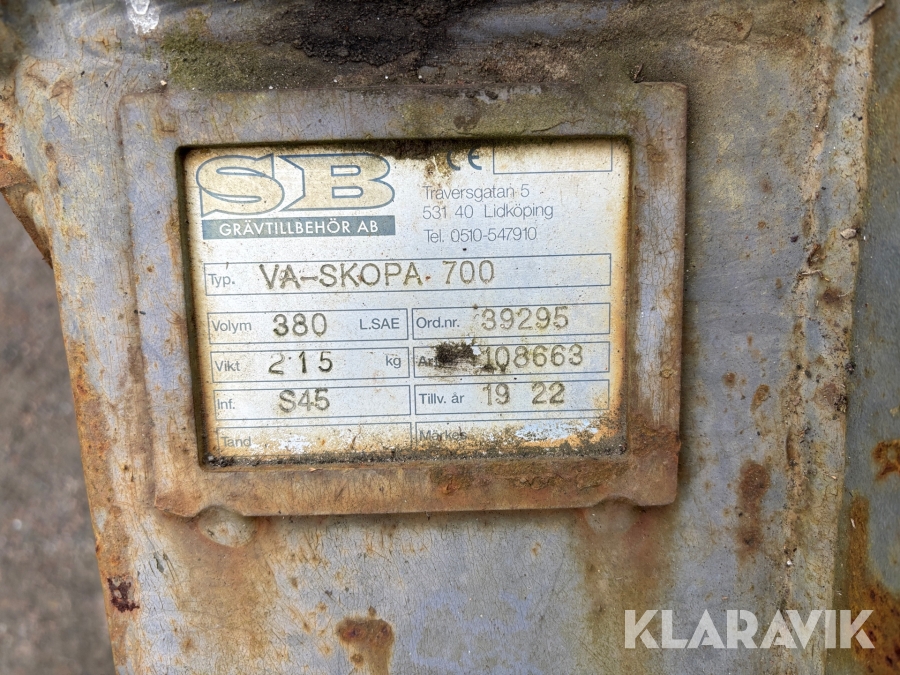 SB
GRÄVTILLBEHÖR AB
CE
Traversgatan 5
531 40 Lidköping
Tel. 0510-547910
Typ. VA-SKOPA 700
Volym 380 L.SAE
Ord.nr. 39295
Vikt 215 kg
108663
Inf. S45
Tillv. år 19 22
Tand
Märke
KLARAVIK